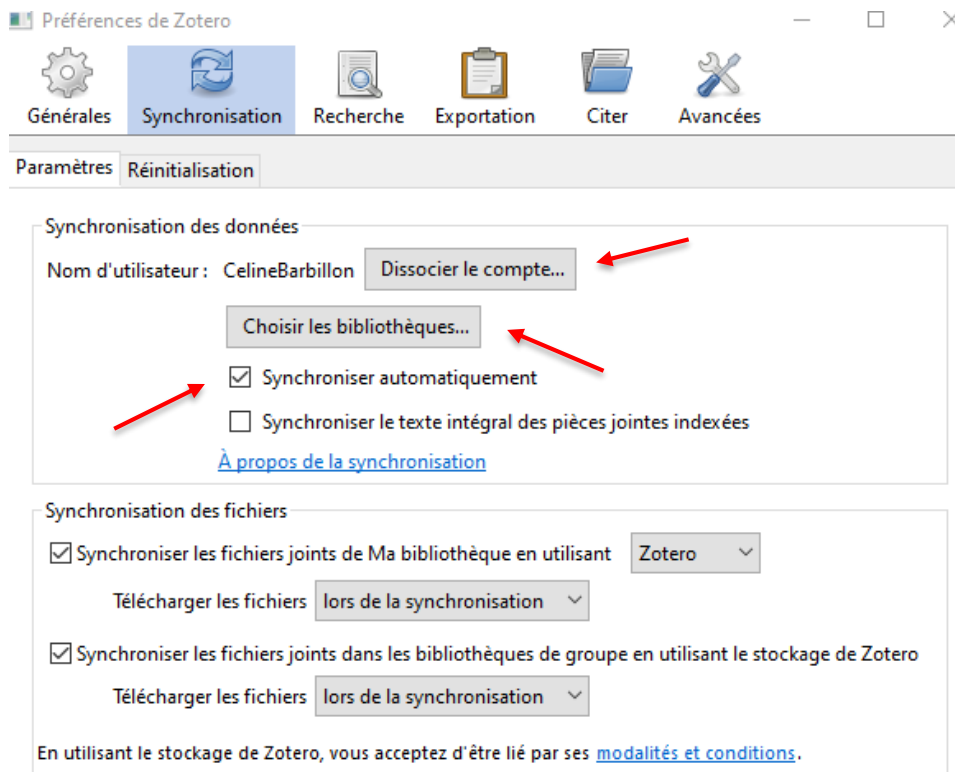 Préférences de Zotero
Générales Synchronisation Recherche Exportation Citer Avancées
Paramètres Réinitialisation
Synchronisation des données
Nom d'utilisateur : CelineBarbillon Dissocier le compte...
Choisir les bibliothèques...
Synchroniser automatiquement
Synchroniser le texte intégral des pièces jointes indexées
À propos de la synchronisation
Synchronisation des fichiers
Synchroniser les fichiers joints de Ma bibliothèque en utilisant Zotero
Télécharger les fichiers lors de la synchronisation
Synchroniser les fichiers joints dans les bibliothèques de groupe en utilisant le stockage de Zotero
Télécharger les fichiers lors de la synchronisation
En utilisant le stockage de Zotero, vous acceptez d'être lié par ses modalités et conditions.